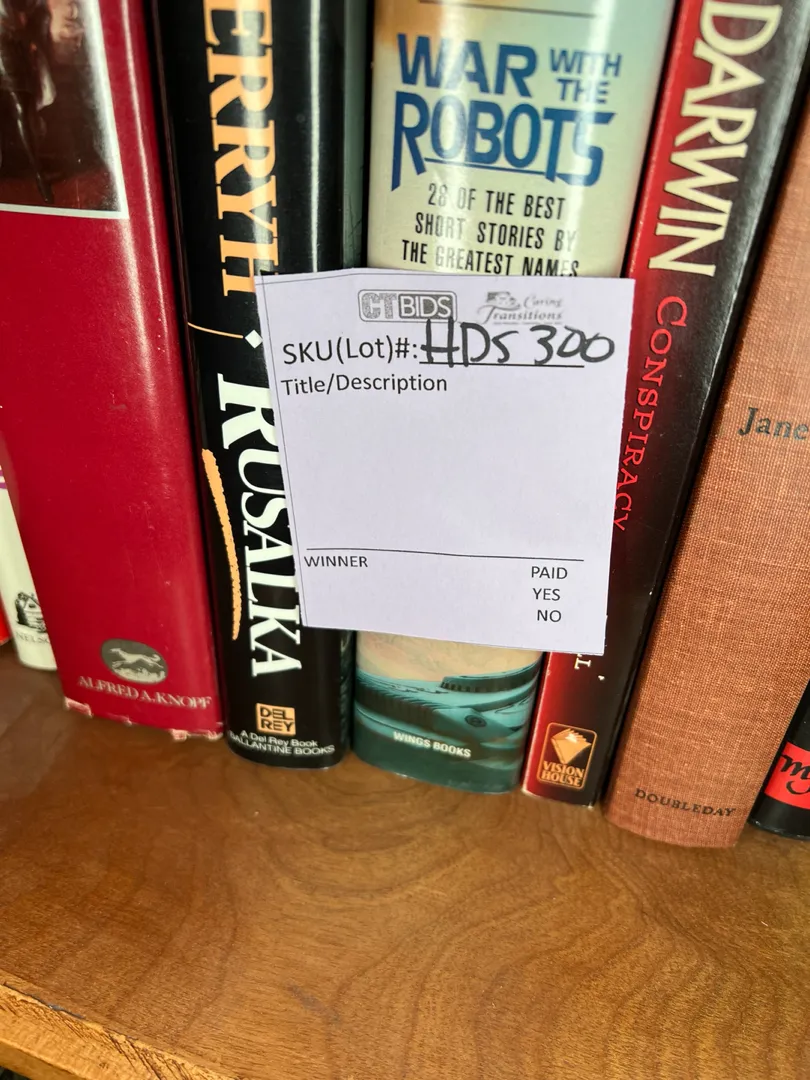 NELSO
ALFRED A. KNOPF
ERRYH • RUSALKA
DEL
REY
A Del Rey Book
BALLANTINE BOOKS
WAR WITH
THE
ROBOTS
28 OF THE BEST
SHORT STORIES BY
THE GREATEST NAMES
WINGS BOOKS
CTBIDS
Caring
Transitions
SKU(Lot)#: HDS 300
Title/Description
WINNER
PAID
YES
NO
DARWIN CONSPIRACY
VISION
HOUSE
Jane
DOUBLEDAY